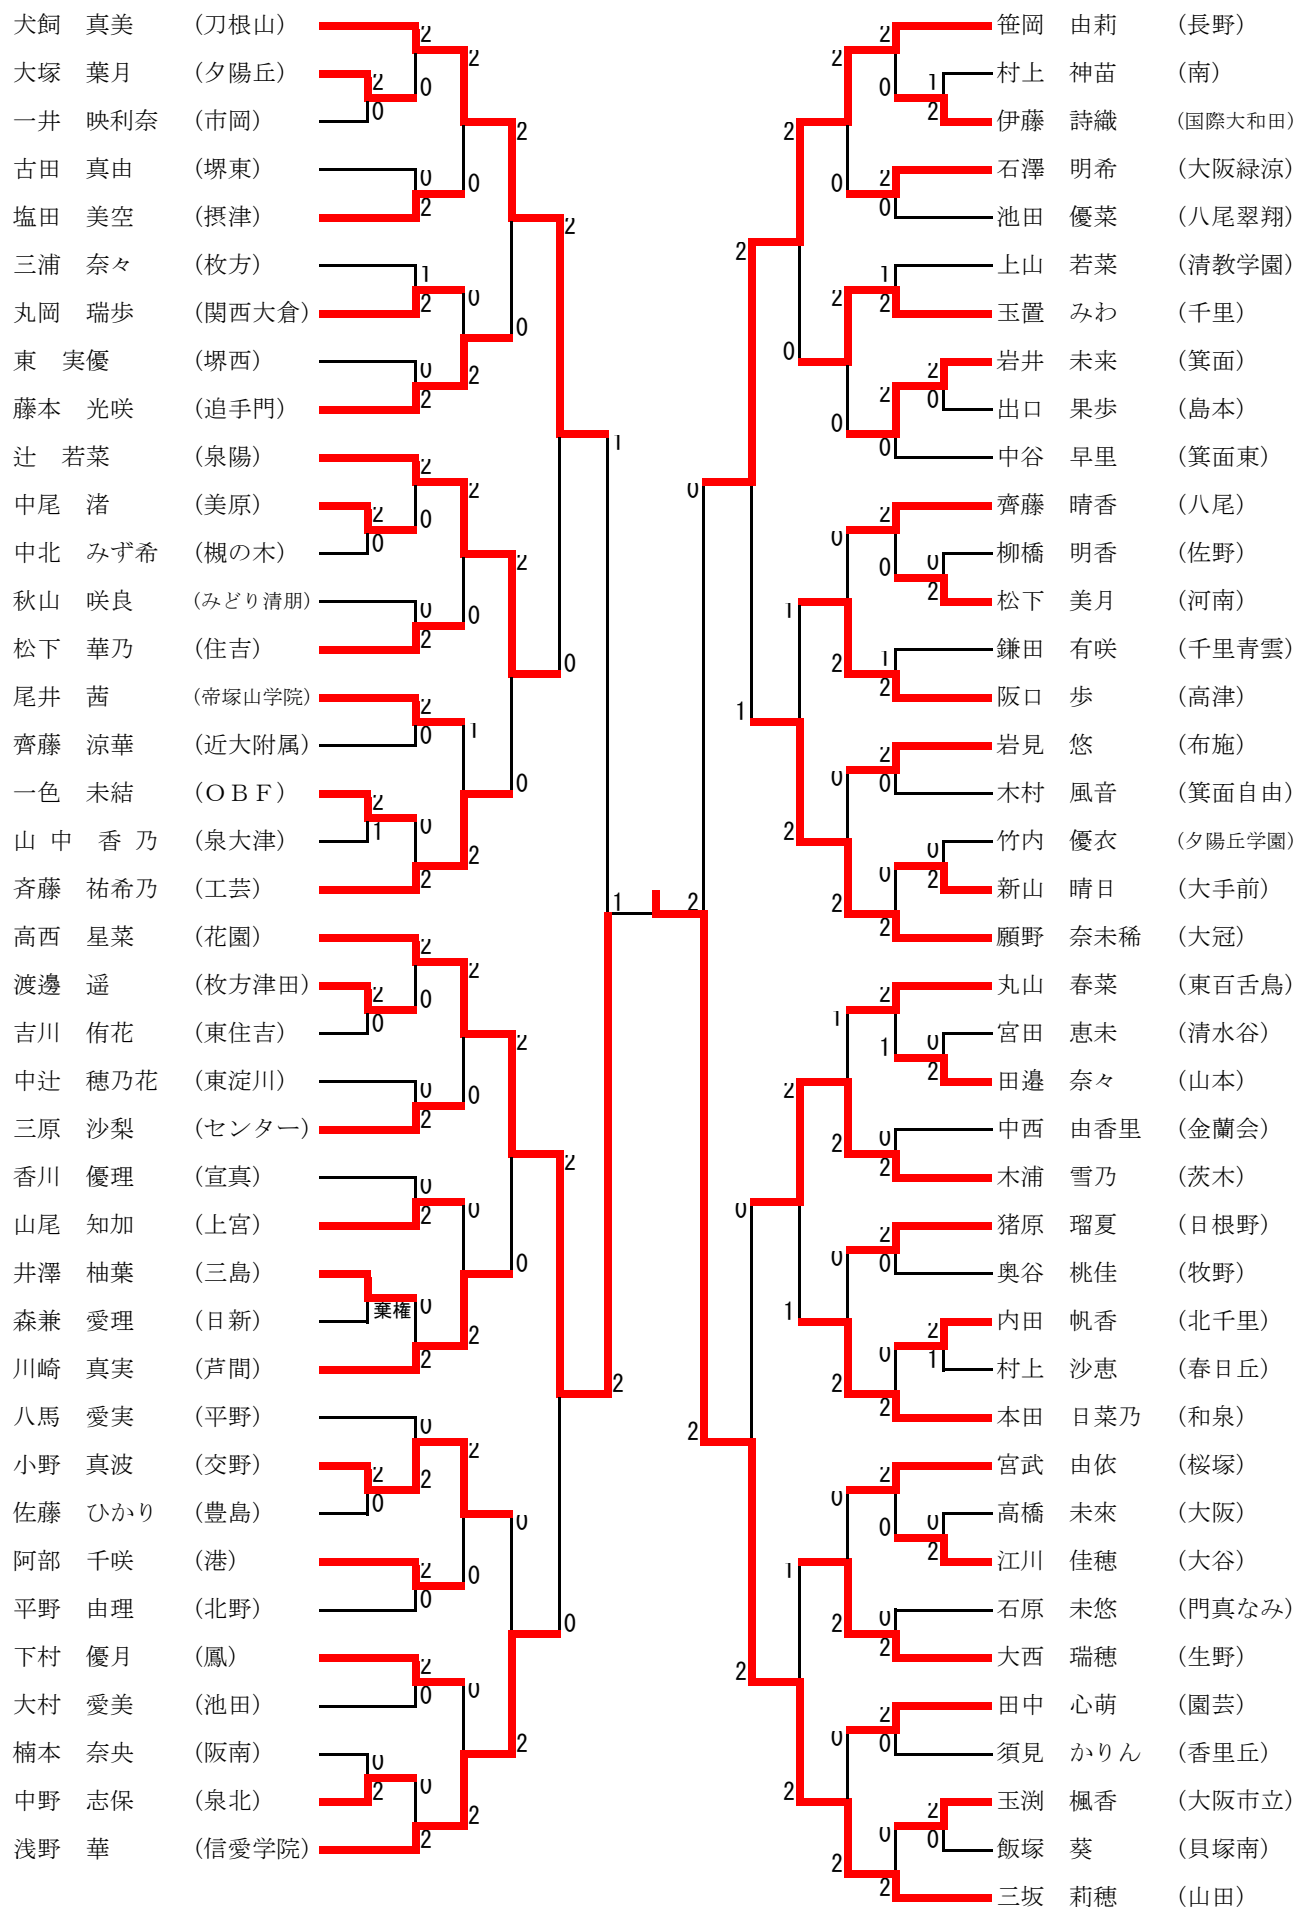 犬飼 真美 (刀根山)
大塚 葉月 (夕陽丘)
一井 映利奈 (市岡)
古田 真由 (堺東)
塩田 美空 (摂津)
三浦 奈々 (枚方)
丸岡 瑞歩 (関西大倉)
東 実優 (堺西)
藤本 光咲 (追手門)
辻 若菜 (泉陽)
中尾 渚 (美原)
中北 みず希 (槻の木)
秋山 咲良 (みどり清朋)
松下 華乃 (住吉)
尾井 茜 (帝塚山学院)
齊藤 涼華 (近大附属)
一色 未結 (ＯＢＦ)
山中 香乃 (泉大津)
斉藤 祐希乃 (工芸)
高西 星菜 (花園)
渡邊 遥 (枚方津田)
吉川 侑花 (東住吉)
中辻 穂乃花 (東淀川)
三原 沙梨 (センター)
香川 優理 (宣真)
山尾 知加 (上宮)
井澤 柚葉 (三島)
棄権
森兼 愛理 (日新)
川崎 真実 (芦間)
八馬 愛実 (平野)
小野 真波 (交野)
佐藤 ひかり (豊島)
阿部 千咲 (港)
平野 由理 (北野)
下村 優月 (鳳)
大村 愛美 (池田)
楠本 奈央 (阪南)
中野 志保 (泉北)
浅野 華 (信愛学院)
笹岡 由莉 (長野)
村上 神苗 (南)
伊藤 詩織 (国際大和田)
石澤 明希 (大阪緑涼)
池田 優菜 (八尾翠翔)
上山 若菜 (清教学園)
玉置 みわ (千里)
岩井 未来 (箕面)
出口 果歩 (島本)
中谷 早里 (箕面東)
齊藤 晴香 (八尾)
柳橋 明香 (佐野)
松下 美月 (河南)
鎌田 有咲 (千里青雲)
阪口 歩 (高津)
岩見 悠 (布施)
木村 風音 (箕面自由)
竹内 優衣 (夕陽丘学園)
新山 晴日 (大手前)
願野 奈未稀 (大冠)
丸山 春菜 (東百舌鳥)
宮田 恵未 (清水谷)
田邉 奈々 (山本)
中西 由香里 (金蘭会)
木浦 雪乃 (茨木)
猪原 瑠夏 (日根野)
奥谷 桃佳 (牧野)
内田 帆香 (北千里)
村上 沙恵 (春日丘)
本田 日菜乃 (和泉)
宮武 由依 (桜塚)
高橋 未來 (大阪)
江川 佳穂 (大谷)
石原 未悠 (門真なみ)
大西 瑞穂 (生野)
田中 心萌 (園芸)
須見 かりん (香里丘)
玉渕 楓香 (大阪市立)
飯塚 葵 (貝塚南)
三坂 莉穂 (山田)